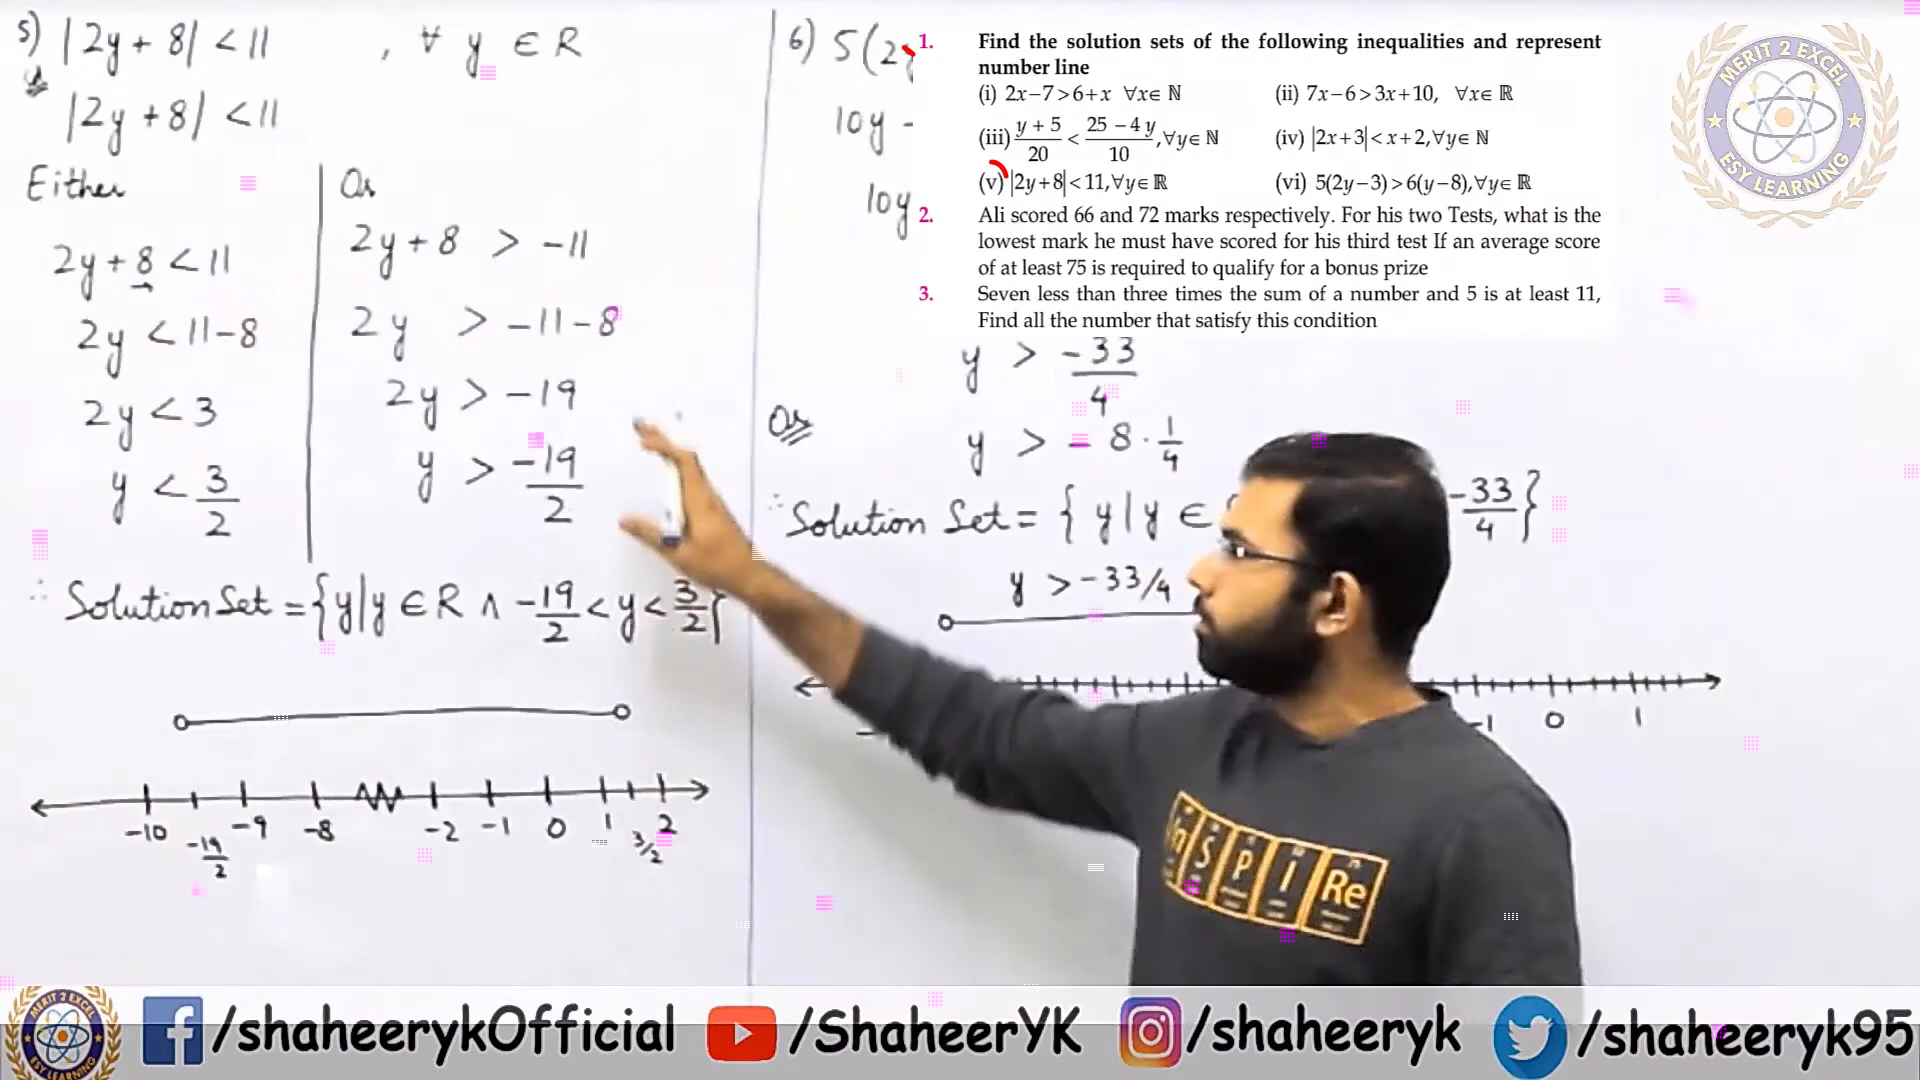 5) |2y + 8| < 11 , ∀ y ∈ R
|2y + 8| < 11
Either
2y + 8 < 11
2y < 11 - 8
2y < 3
y < 3/2
Or
2y + 8 > -11
2y > -11 - 8
2y > -19
y > -19/2
∴ Solution Set = {y | y ∈ R ∧ -19/2 < y < 3/2}
-10 -19/2 -9 -8 -2 -1 0 1 3/2 2
6) 5(2y
10y -
10y
y > -33/4
Or
y > - 8 · 1/4
∴ Solution Set = { y | y ∈ -33/4 }
y > -33/4
-1 0 1
1. Find the solution sets of the following inequalities and represent
number line
(i) 2x-7>6+x ∀x∈ ℕ (ii) 7x-6>3x+10, ∀x∈ ℝ
(iii) y + 5/20 < 25 - 4y/10, ∀y∈ ℕ (iv) |2x+3|<x+2,∀y∈ ℕ
(v) |2y+8|<11,∀y∈ ℝ (vi) 5(2y-3)>6(y-8),∀y∈ ℝ
2. Ali scored 66 and 72 marks respectively. For his two Tests, what is the
lowest mark he must have scored for his third test If an average score
of at least 75 is required to qualify for a bonus prize
3. Seven less than three times the sum of a number and 5 is at least 11,
Find all the number that satisfy this condition
MERIT 2 EXCEL
ESY LEARNING
In S P I Re
MERIT 2 EXCEL
ESY LEARNING
/shaheerykOfficial /ShaheerYK /shaheeryk /shaheeryk95